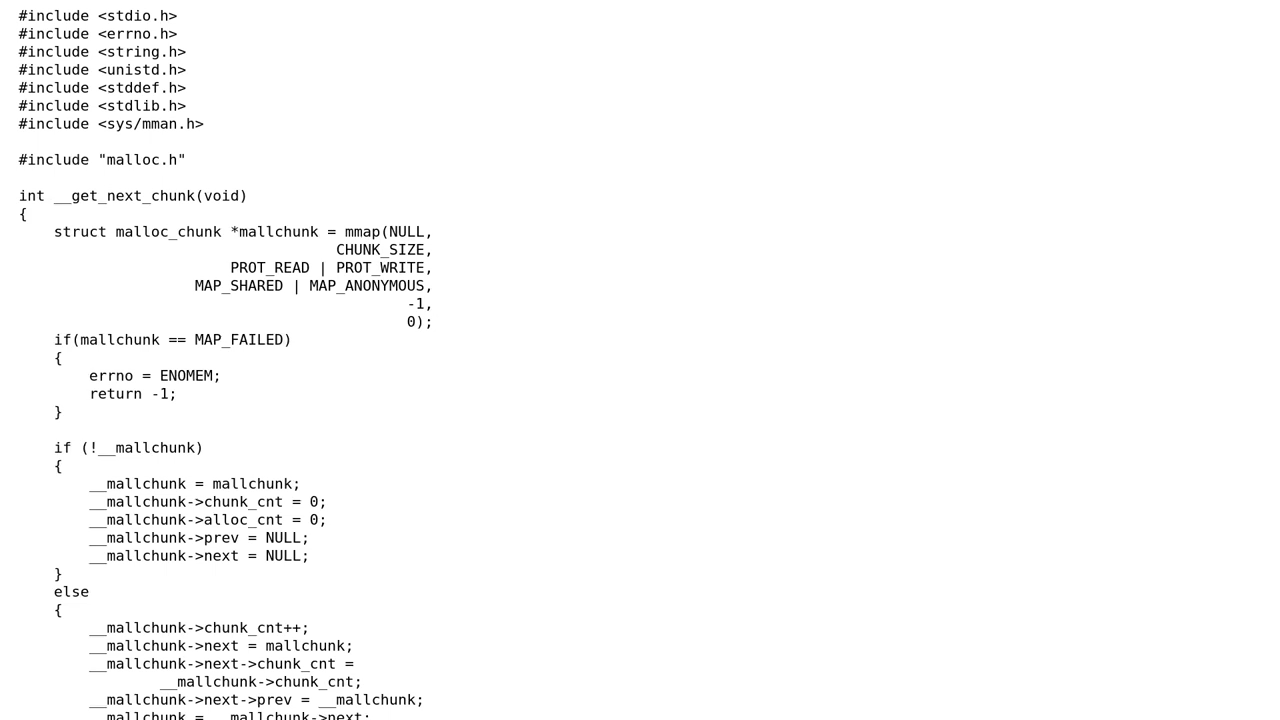 #include <stdio.h>
#include <errno.h>
#include <string.h>
#include <unistd.h>
#include <stddef.h>
#include <stdlib.h>
#include <sys/mman.h>

#include "malloc.h"

int __get_next_chunk(void)
{
    struct malloc_chunk *mallchunk = mmap(NULL,
                                    CHUNK_SIZE,
                        PROT_READ | PROT_WRITE,
                    MAP_SHARED | MAP_ANONYMOUS,
                                            -1,
                                            0);
    if(mallchunk == MAP_FAILED)
    {
        errno = ENOMEM;
        return -1;
    }

    if (!__mallchunk)
    {
        __mallchunk = mallchunk;
        __mallchunk->chunk_cnt = 0;
        __mallchunk->alloc_cnt = 0;
        __mallchunk->prev = NULL;
        __mallchunk->next = NULL;
    }
    else
    {
        __mallchunk->chunk_cnt++;
        __mallchunk->next = mallchunk;
        __mallchunk->next->chunk_cnt =
                __mallchunk->chunk_cnt;
        __mallchunk->next->prev = __mallchunk;
        __mallchunk = __mallchunk->next;